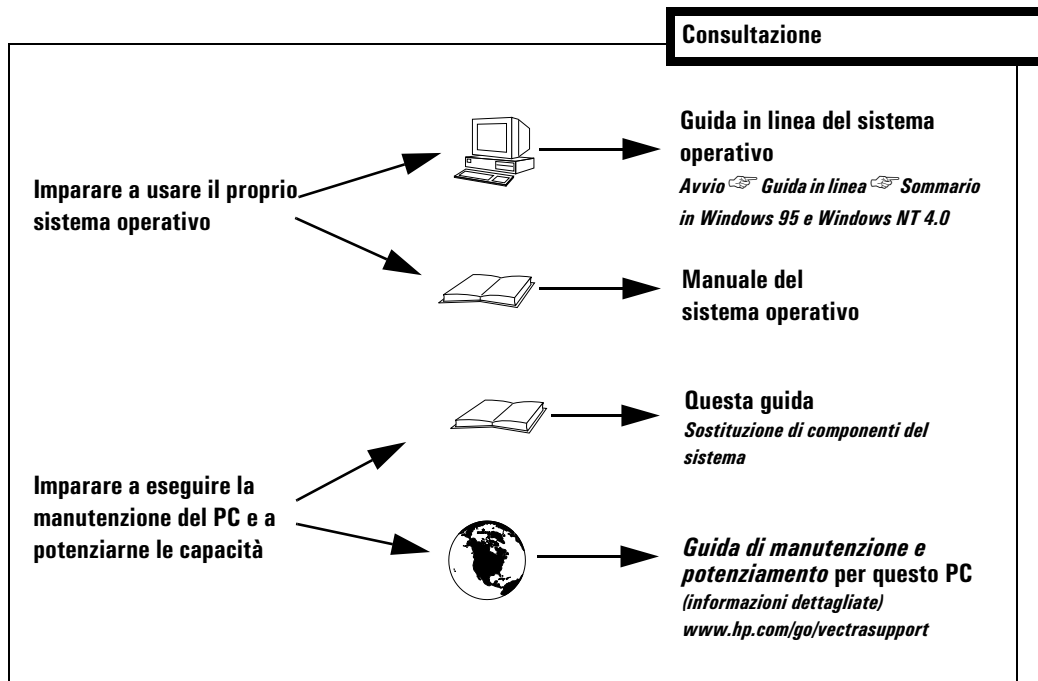 Consultazione
Imparare a usare il proprio
sistema operativo
Guida in linea del sistema
operativo
Avvio ☞ Guida in linea ☞ Sommario
in Windows 95 e Windows NT 4.0
Manuale del
sistema operativo
Imparare a eseguire la
manutenzione del PC e a
potenziarne le capacità
Questa guida
Sostituzione di componenti del
sistema
Guida di manutenzione e
potenziamento per questo PC
(informazioni dettagliate)
www.hp.com/go/vectrasupport